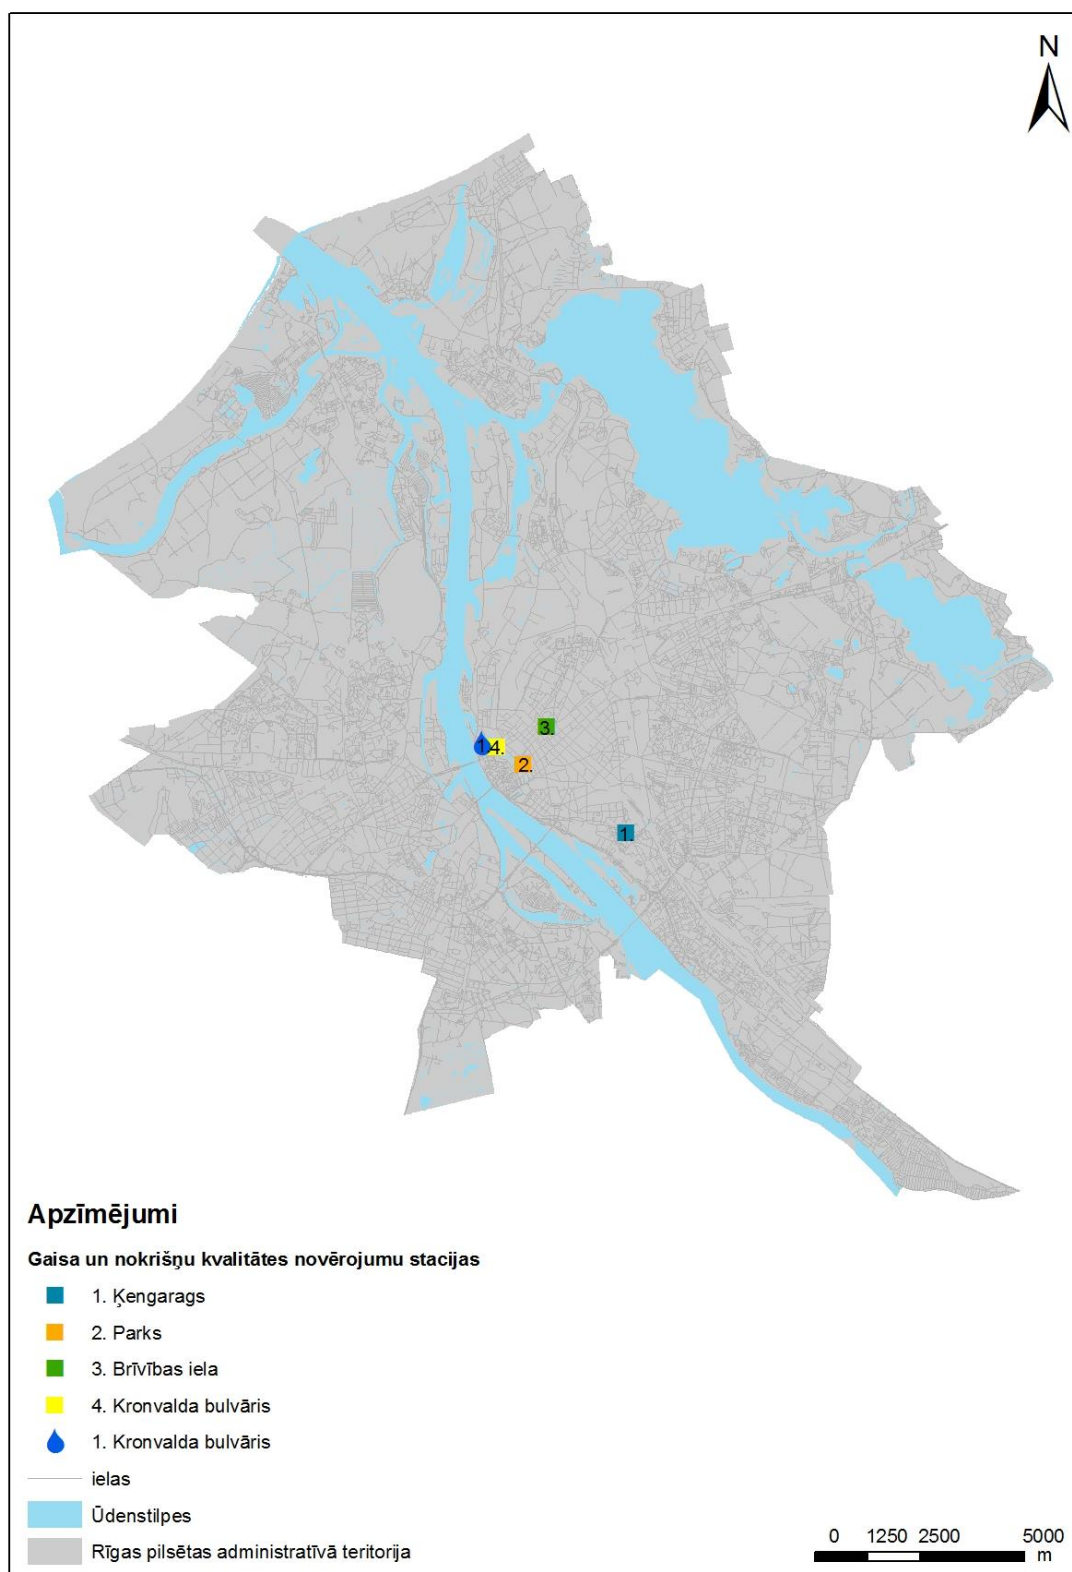 N
3.
1.
4.
2.
1.
Apzīmējumi
Gaisa un nokrišņu kvalitātes novērojumu stacijas
1. Ķengarags
2. Parks
3. Brīvības iela
4. Kronvalda bulvāris
1. Kronvalda bulvāris
ielas
Ūdenstilpes
Rīgas pilsētas administratīvā teritorija
0 1250 2500 5000
m